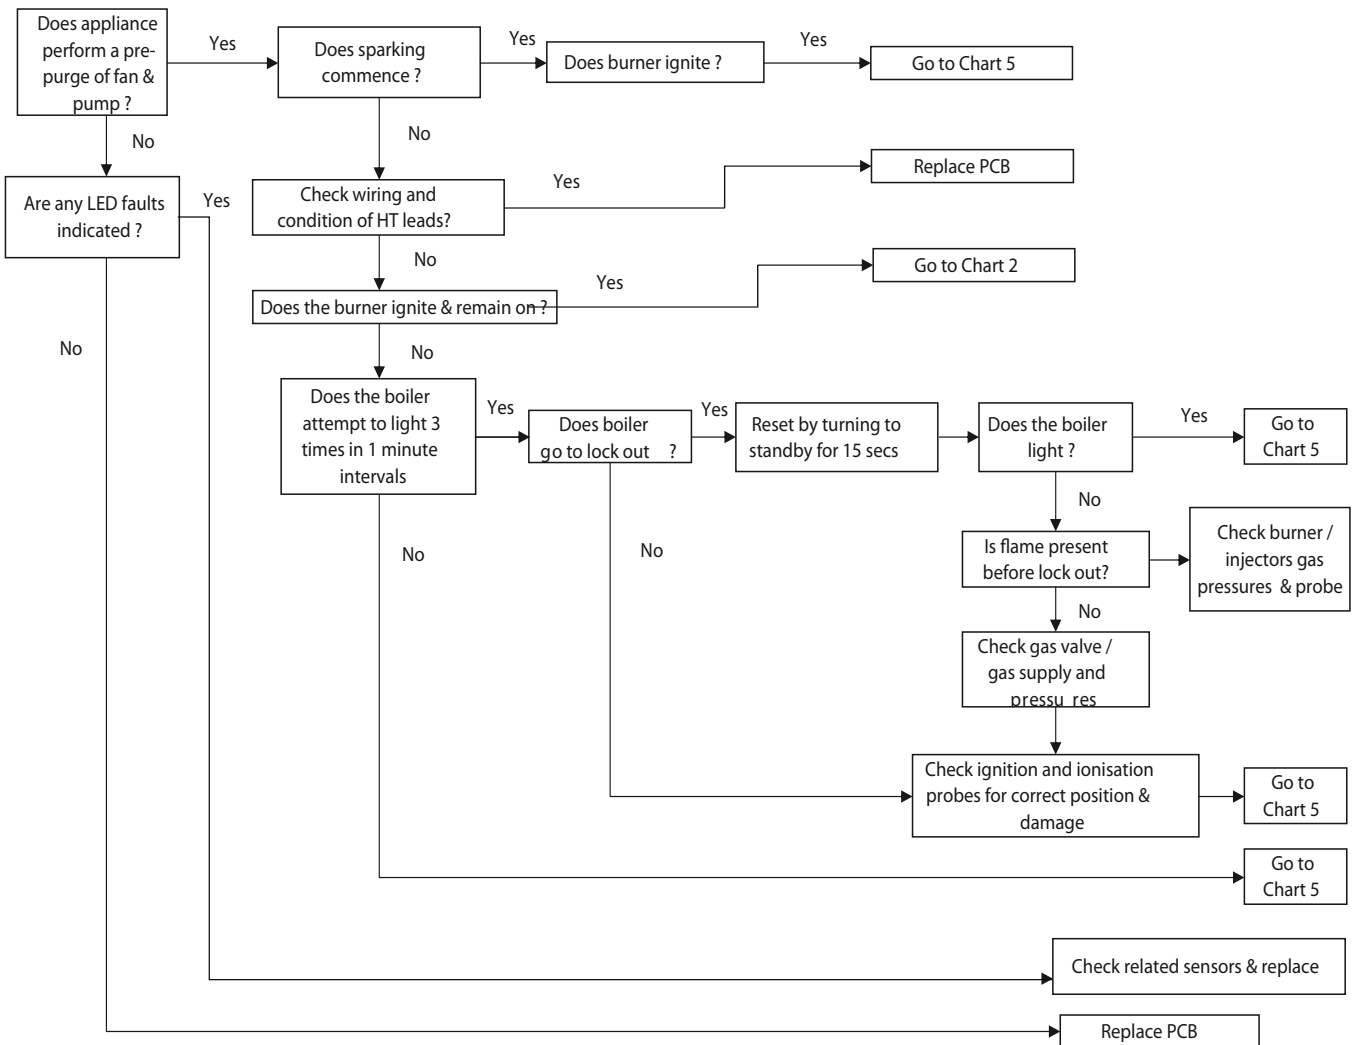 Does appliance
perform a pre-
purge of fan &
pump ?
Yes
Does sparking
commence ?
Yes
Does burner ignite ?
Yes
Go to Chart 5
No
No
Are any LED faults
indicated ?
Yes
Check wiring and
condition of HT leads?
Yes
Replace PCB
No
Does the burner ignite & remain on ?
Yes
Go to Chart 2
No
No
Does the boiler
attempt to light 3
times in 1 minute
intervals
Yes
Does boiler
go to lock out ?
Yes
Reset by turning to
standby for 15 secs
Does the boiler
light ?
Yes
Go to
Chart 5
No
No
No
Is flame present
before lock out?
Check burner /
injectors gas
pressures & probe
No
Check gas valve /
gas supply and
pressu res
Check ignition and ionisation
probes for correct position &
damage
Go to
Chart 5
Go to
Chart 5
Check related sensors & replace
Replace PCB